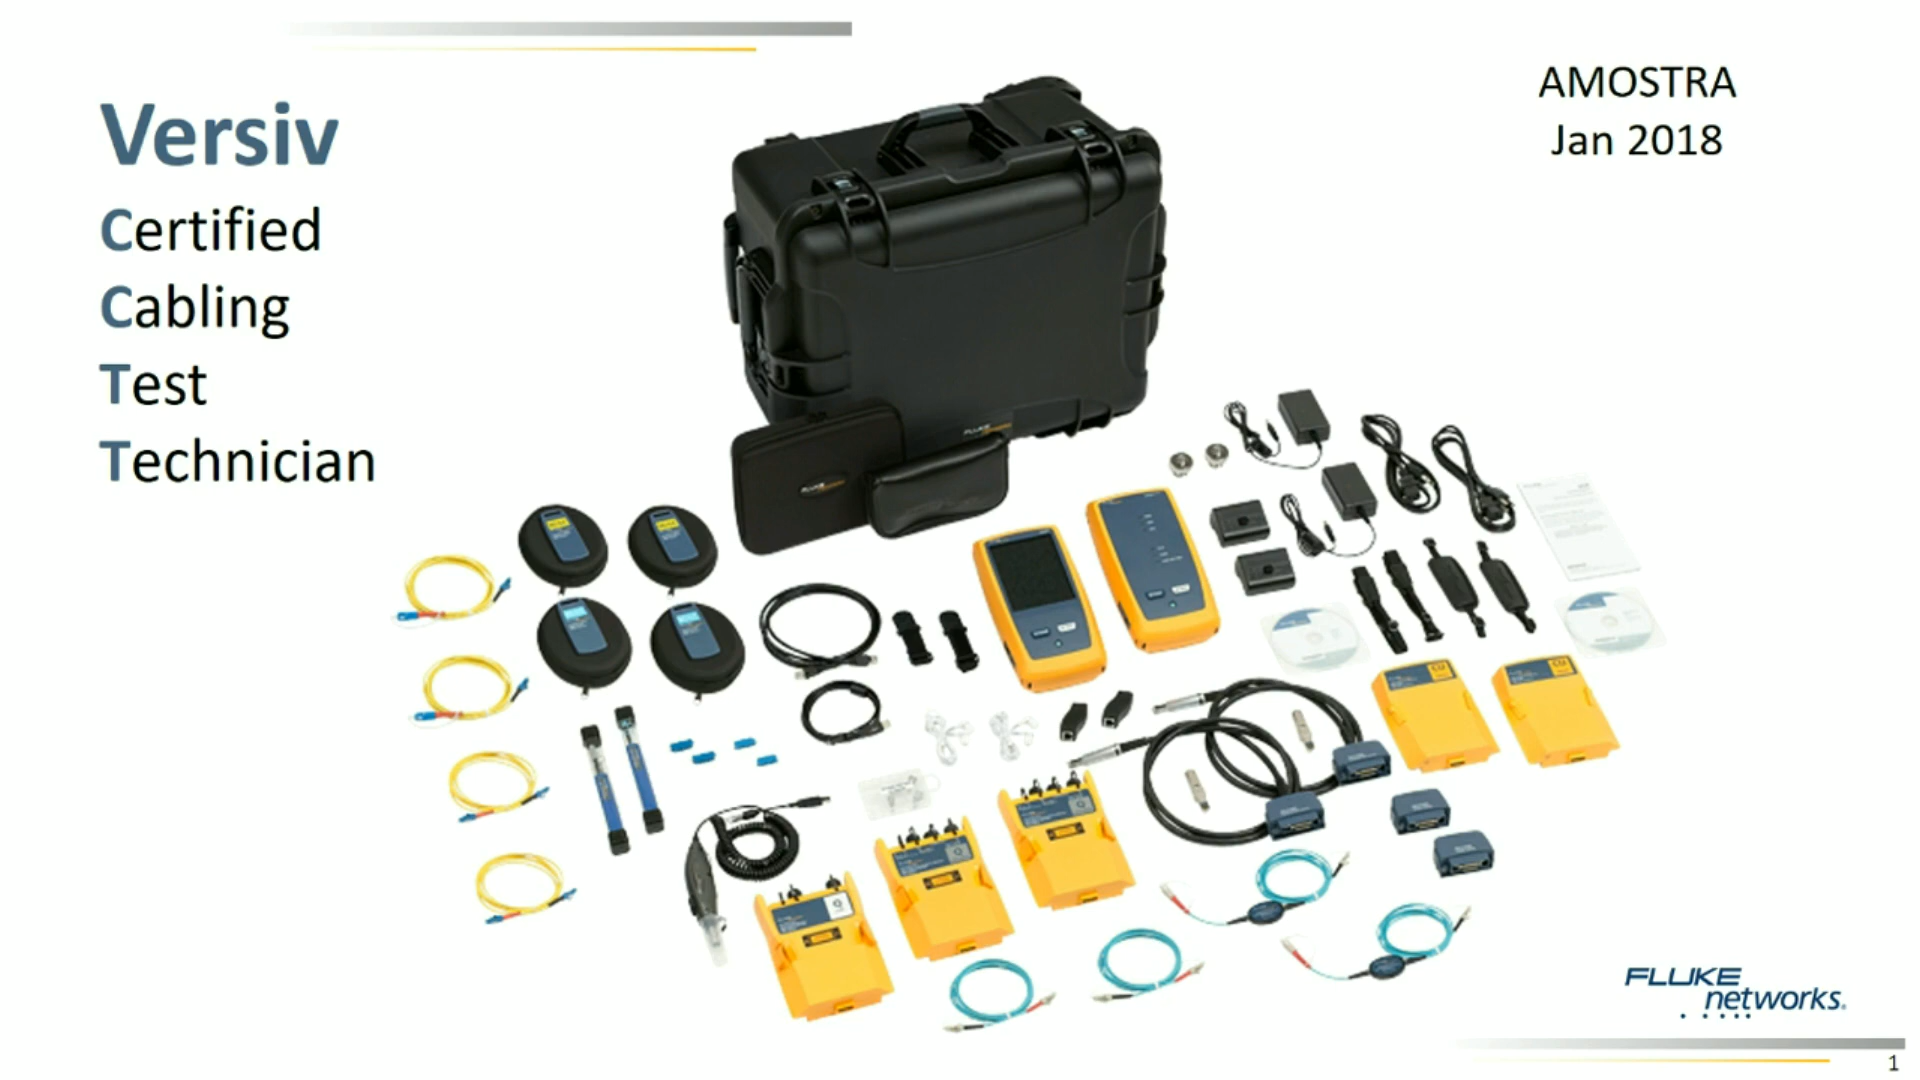 Versiv
Certified
Cabling
Test
Technician
AMOSTRA
Jan 2018
FLUKE
networks.
1